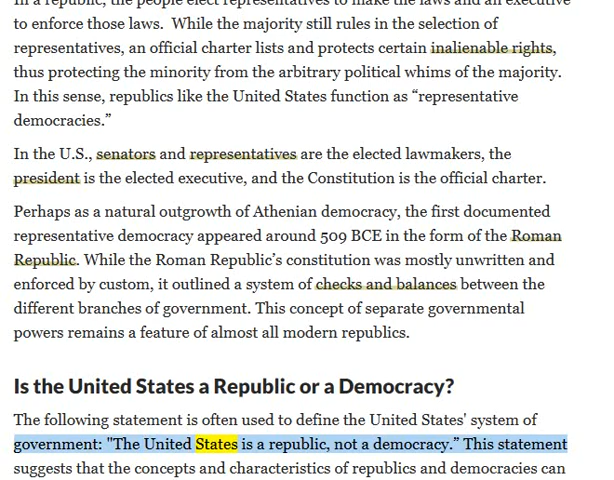 In a republic, the people elect representatives to make the laws and an executive
to enforce those laws.  While the majority still rules in the selection of
representatives, an official charter lists and protects certain inalienable rights,
thus protecting the minority from the arbitrary political whims of the majority.
In this sense, republics like the United States function as “representative
democracies.”
In the U.S., senators and representatives are the elected lawmakers, the
president is the elected executive, and the Constitution is the official charter.
Perhaps as a natural outgrowth of Athenian democracy, the first documented
representative democracy appeared around 509 BCE in the form of the Roman
Republic. While the Roman Republic’s constitution was mostly unwritten and
enforced by custom, it outlined a system of checks and balances between the
different branches of government. This concept of separate governmental
powers remains a feature of almost all modern republics.
Is the United States a Republic or a Democracy?
The following statement is often used to define the United States' system of
government: "The United States is a republic, not a democracy.” This statement
suggests that the concepts and characteristics of republics and democracies can